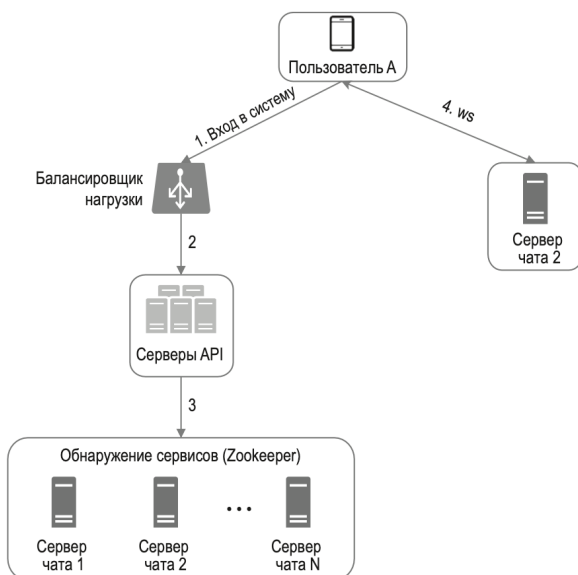 Пользователь А
1. Вход в систему
4. ws
Балансировщик
нагрузки
Сервер
чата 2
2
Серверы API
3
Обнаружение сервисов (Zookeeper)
Сервер
чата 1
Сервер
чата 2
...
Сервер
чата N